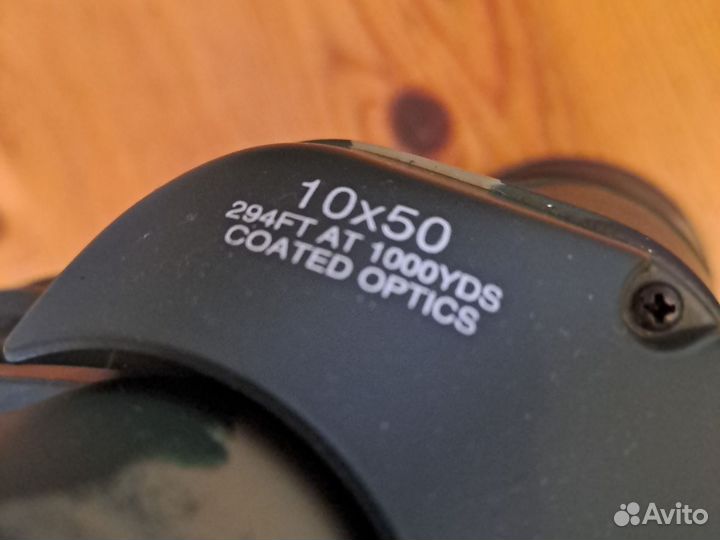 10x50
294FT AT 1000YDS
COATED OPTICS
Avito